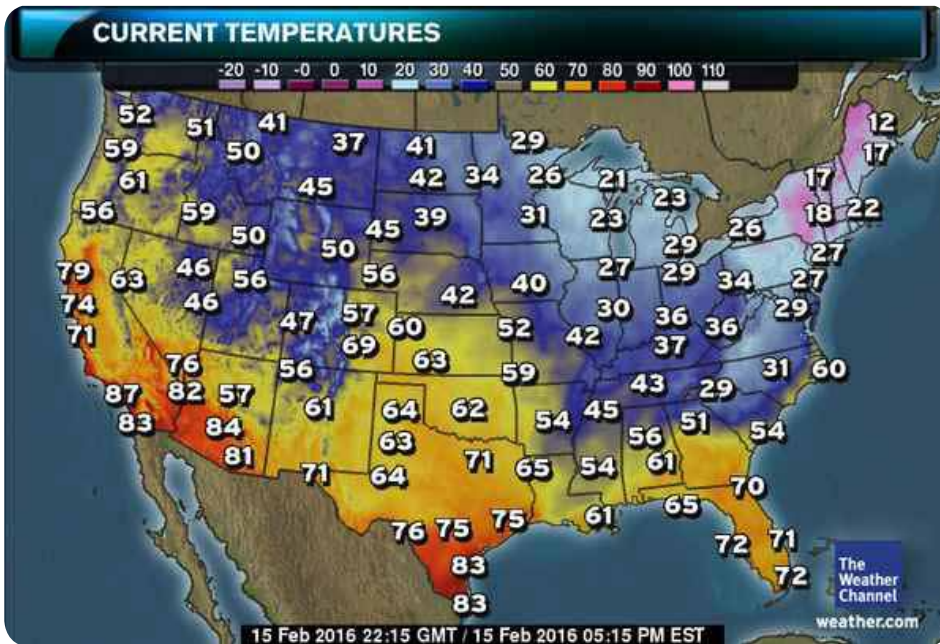 CURRENT TEMPERATURES
-20 -10 -0 0 10 20 30 40 50 60 70 80 90 100 110
52 51 41 37 41 29 12
59 50 17
61 45 42 34 26 21 23 17
56 59 45 39 31 23 18 22
50 50 29 26
79 63 46 56 56 40 27 29 34 27
27
74 46 42 30 29
71 47 57 60 52 42 36 36
69 63 37
76 56 59 31 60
87 82 57 43 29
83 84 61 64 62 54 45 51 54
81 63 71 56
71 64 65 54 61 70
76 75 75 61 65
72 71
83 72
83
The
Weather
Channel
weather.com
15 Feb 2016 22:15 GMT / 15 Feb 2016 05:15 PM EST